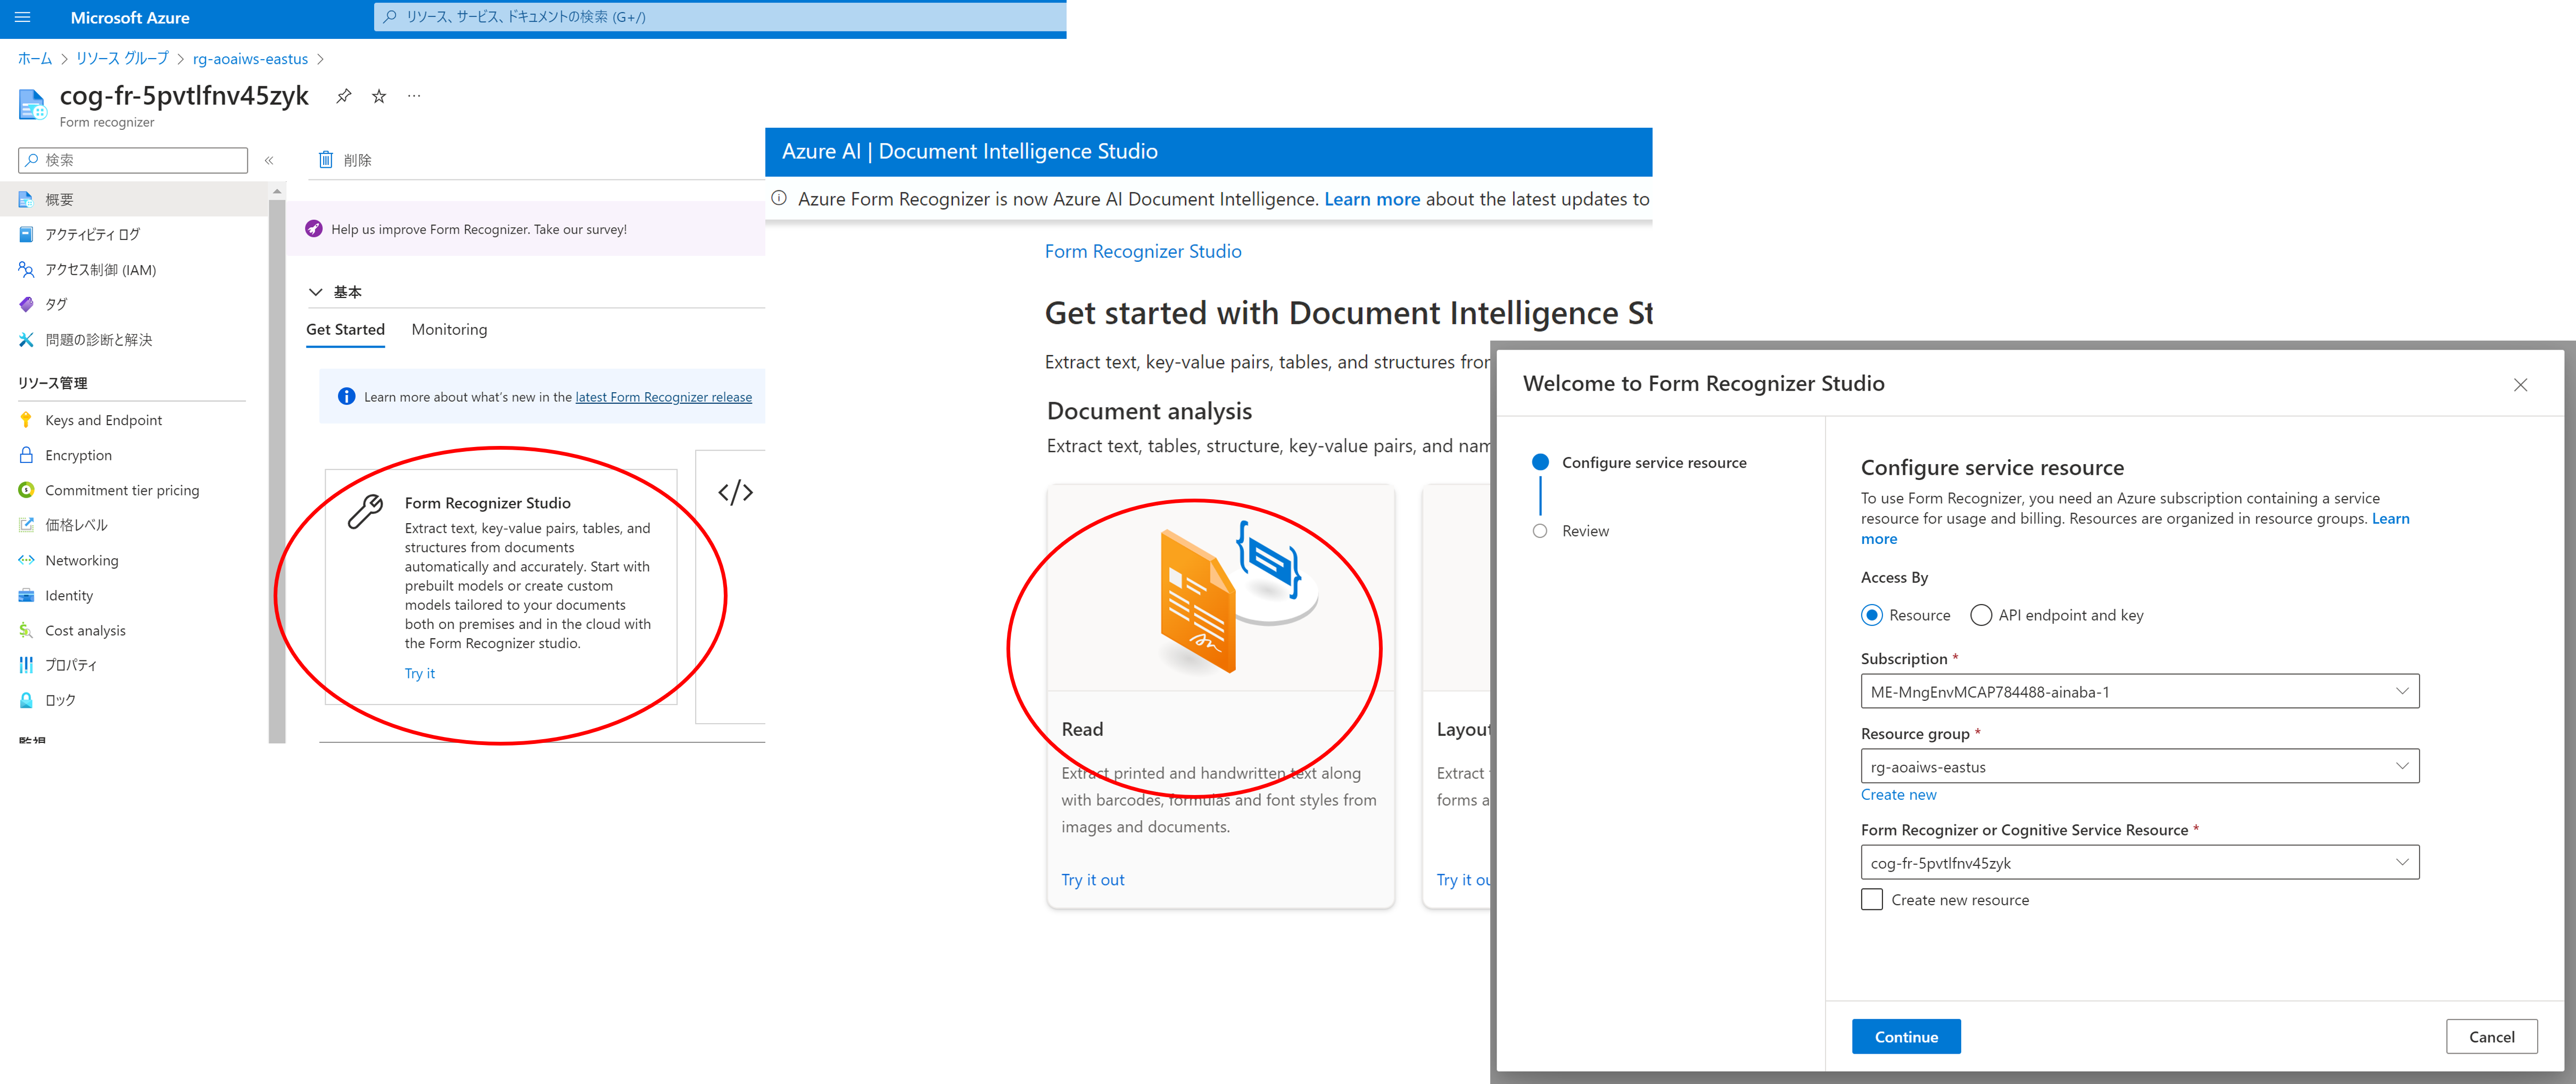 Microsoft Azure
リソース、サービス、ドキュメントの検索 (G+/)
ホーム > リソース グループ > rg-aoaiws-eastus >
cog-fr-5pvtlfnv45zyk
Form recognizer
検索
«
削除
概要
アクティビティ ログ
アクセス制御 (IAM)
タグ
問題の診断と解決
リソース管理
Keys and Endpoint
Encryption
Commitment tier pricing
価格レベル
Networking
Identity
Cost analysis
プロパティ
ロック
監視
Help us improve Form Recognizer. Take our survey!
基本
Get Started
Monitoring
Learn more about what's new in the latest Form Recognizer release
Form Recognizer Studio
Extract text, key-value pairs, tables, and
structures from documents
automatically and accurately. Start with
prebuilt models or create custom
models tailored to your documents
both on premises and in the cloud with
the Form Recognizer studio.
Try it
</>
Azure AI | Document Intelligence Studio
Azure Form Recognizer is now Azure AI Document Intelligence. Learn more about the latest updates to
Form Recognizer Studio
Get started with Document Intelligence St
Extract text, key-value pairs, tables, and structures fror
Document analysis
Extract text, tables, structure, key-value pairs, and nam
Read
Extract printed and handwritten text along
with barcodes, formulas and font styles from
images and documents.
Try it out
Layout
Extract
forms a
Try it ou
Welcome to Form Recognizer Studio
Configure service resource
Review
Configure service resource
To use Form Recognizer, you need an Azure subscription containing a service
resource for usage and billing. Resources are organized in resource groups. Learn
more
Access By
Resource
API endpoint and key
Subscription *
ME-MngEnvMCAP784488-ainaba-1
Resource group *
rg-aoaiws-eastus
Create new
Form Recognizer or Cognitive Service Resource *
cog-fr-5pvtlfnv45zyk
Create new resource
Continue
Cancel